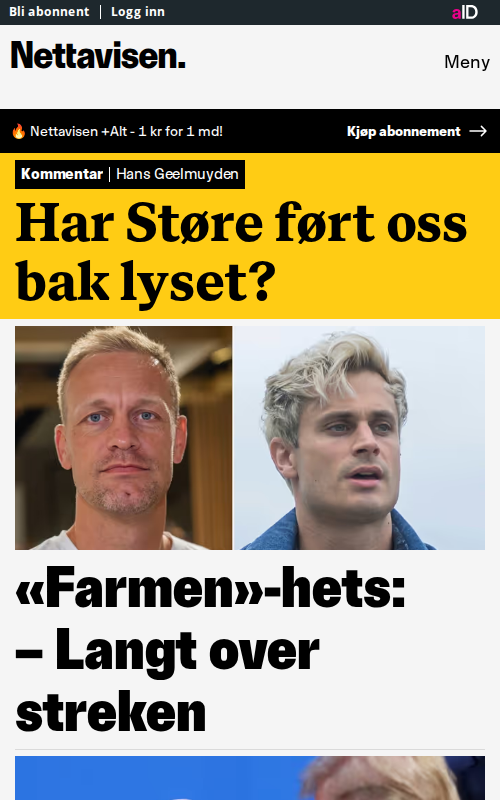 Bli abonnent | Logg inn
aID
Nettavisen.
Meny
🔥 Nettavisen +Alt - 1 kr for 1 md!
Kjøp abonnement →
Kommentar | Hans Geelmuyden
Har Støre ført oss
bak lyset?
«Farmen»-hets:
– Langt over
streken